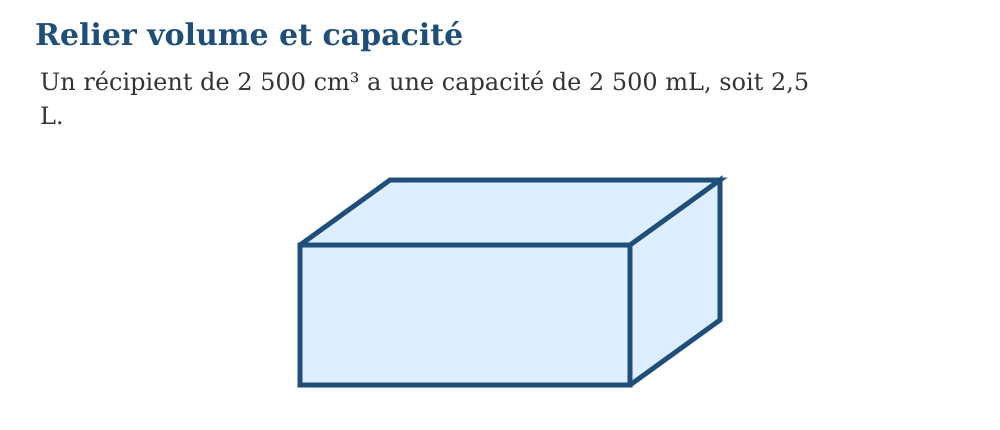 Relier volume et capacité
Un récipient de 2 500 cm³ a une capacité de 2 500 mL, soit 2,5
L.